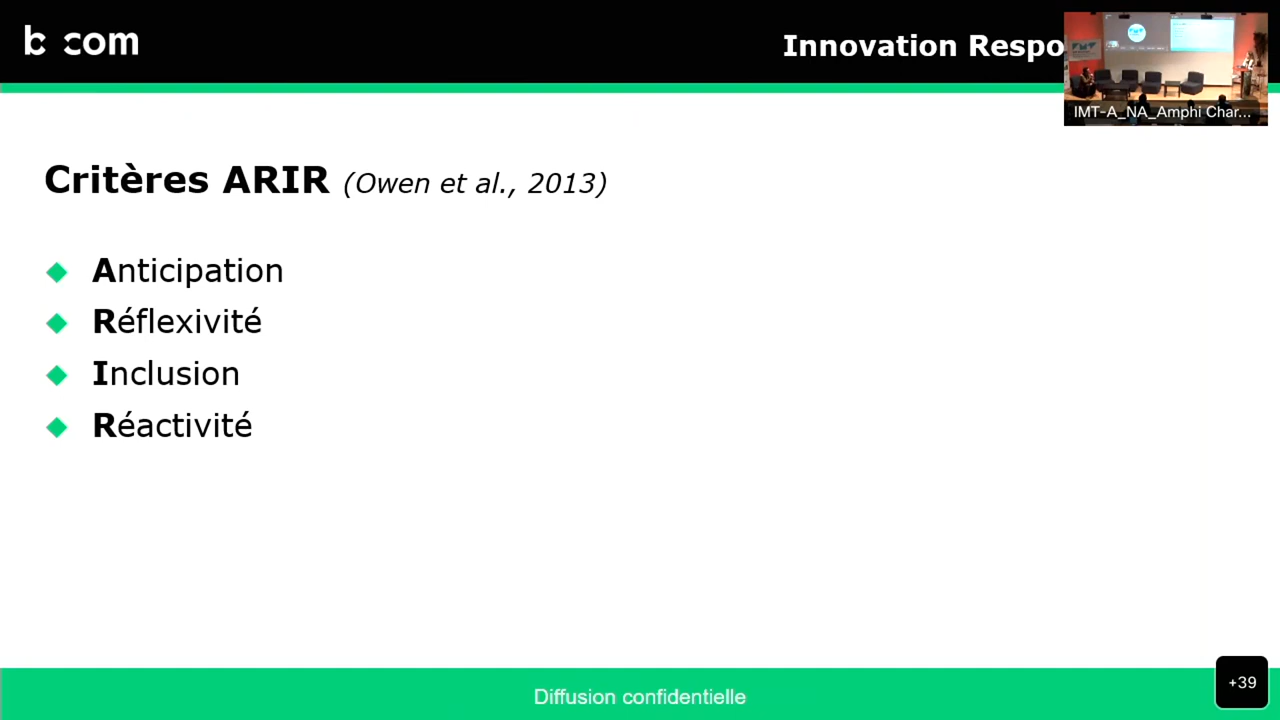 b com
Innovation Respo
IMT-A_NA_Amphi Char...
Critères ARIR (Owen et al., 2013)
Anticipation
Réflexivité
Inclusion
Réactivité
Diffusion confidentielle
+39